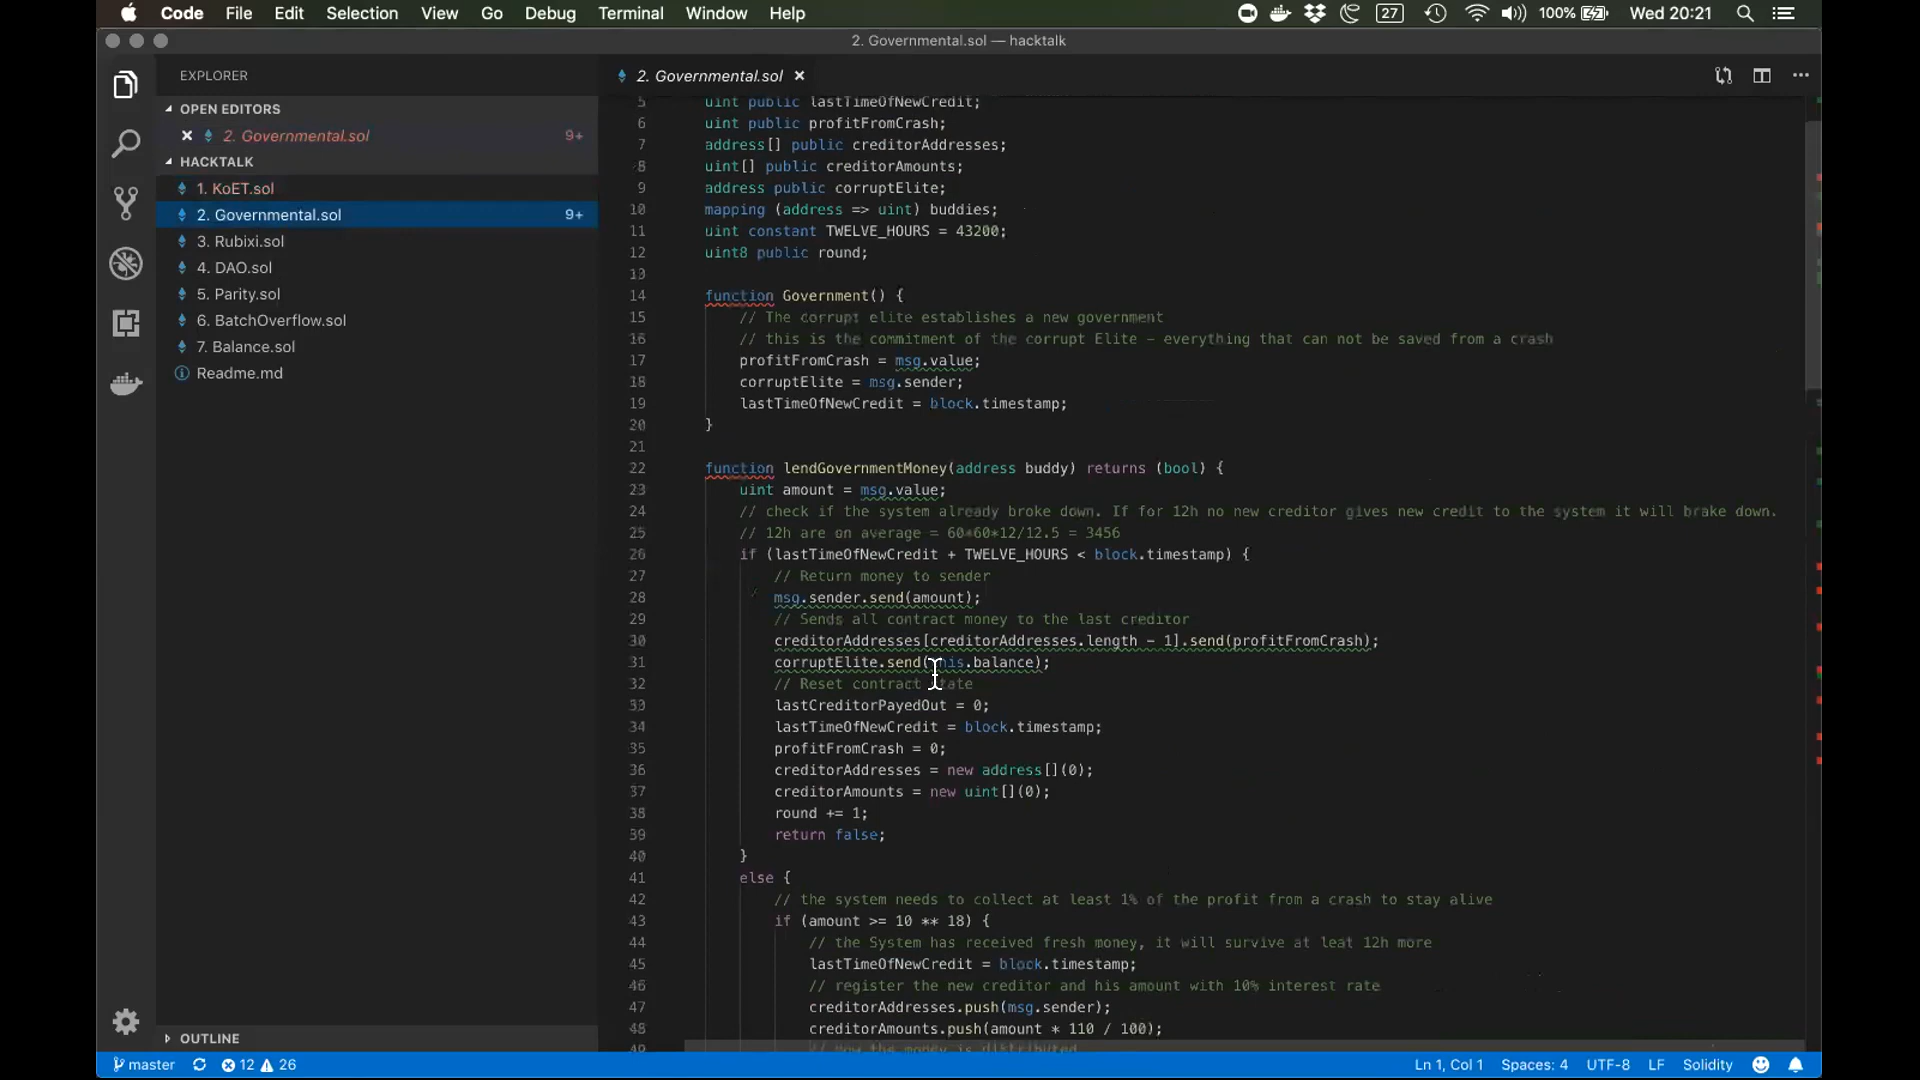 Code File Edit Selection View Go Debug Terminal Window Help 27 100% Wed 20:21
2. Governmental.sol — hacktalk
EXPLORER
OPEN EDITORS
2. Governmental.sol 9+
HACKTALK
1. KoET.sol
2. Governmental.sol 9+
3. Rubixi.sol
4. DAO.sol
5. Parity.sol
6. BatchOverflow.sol
7. Balance.sol
Readme.md
OUTLINE
2. Governmental.sol
5 uint public lastTimeOfNewCredit;
6 uint public profitFromCrash;
7 address[] public creditorAddresses;
8 uint[] public creditorAmounts;
9 address public corruptElite;
10 mapping (address => uint) buddies;
11 uint constant TWELVE_HOURS = 43200;
12 uint8 public round;
13
14 function Government() {
15 // The corrupt elite establishes a new government
16 // this is the commitment of the corrupt Elite - everything that can not be saved from a crash
17 profitFromCrash = msg.value;
18 corruptElite = msg.sender;
19 lastTimeOfNewCredit = block.timestamp;
20 }
21
22 function lendGovernmentMoney(address buddy) returns (bool) {
23 uint amount = msg.value;
24 // check if the system already broke down. If for 12h no new creditor gives new credit to the system it will brake down.
25 // 12h are on average = 60*60*12/12.5 = 3456
26 if (lastTimeOfNewCredit + TWELVE_HOURS < block.timestamp) {
27 // Return money to sender
28 msg.sender.send(amount);
29 // Sends all contract money to the last creditor
30 creditorAddresses[creditorAddresses.length - 1].send(profitFromCrash);
31 corruptElite.send(this.balance);
32 // Reset contract state
33 lastCreditorPayedOut = 0;
34 lastTimeOfNewCredit = block.timestamp;
35 profitFromCrash = 0;
36 creditorAddresses = new address[](0);
37 creditorAmounts = new uint[](0);
38 round += 1;
39 return false;
40 }
41 else {
42 // the system needs to collect at least 1% of the profit from a crash to stay alive
43 if (amount >= 10 ** 18) {
44 // the System has received fresh money, it will survive at leat 12h more
45 lastTimeOfNewCredit = block.timestamp;
46 // register the new creditor and his amount with 10% interest rate
47 creditorAddresses.push(msg.sender);
48 creditorAmounts.push(amount * 110 / 100);
49 // now the money is distributed
master 12 26 Ln 1, Col 1 Spaces: 4 UTF-8 LF Solidity